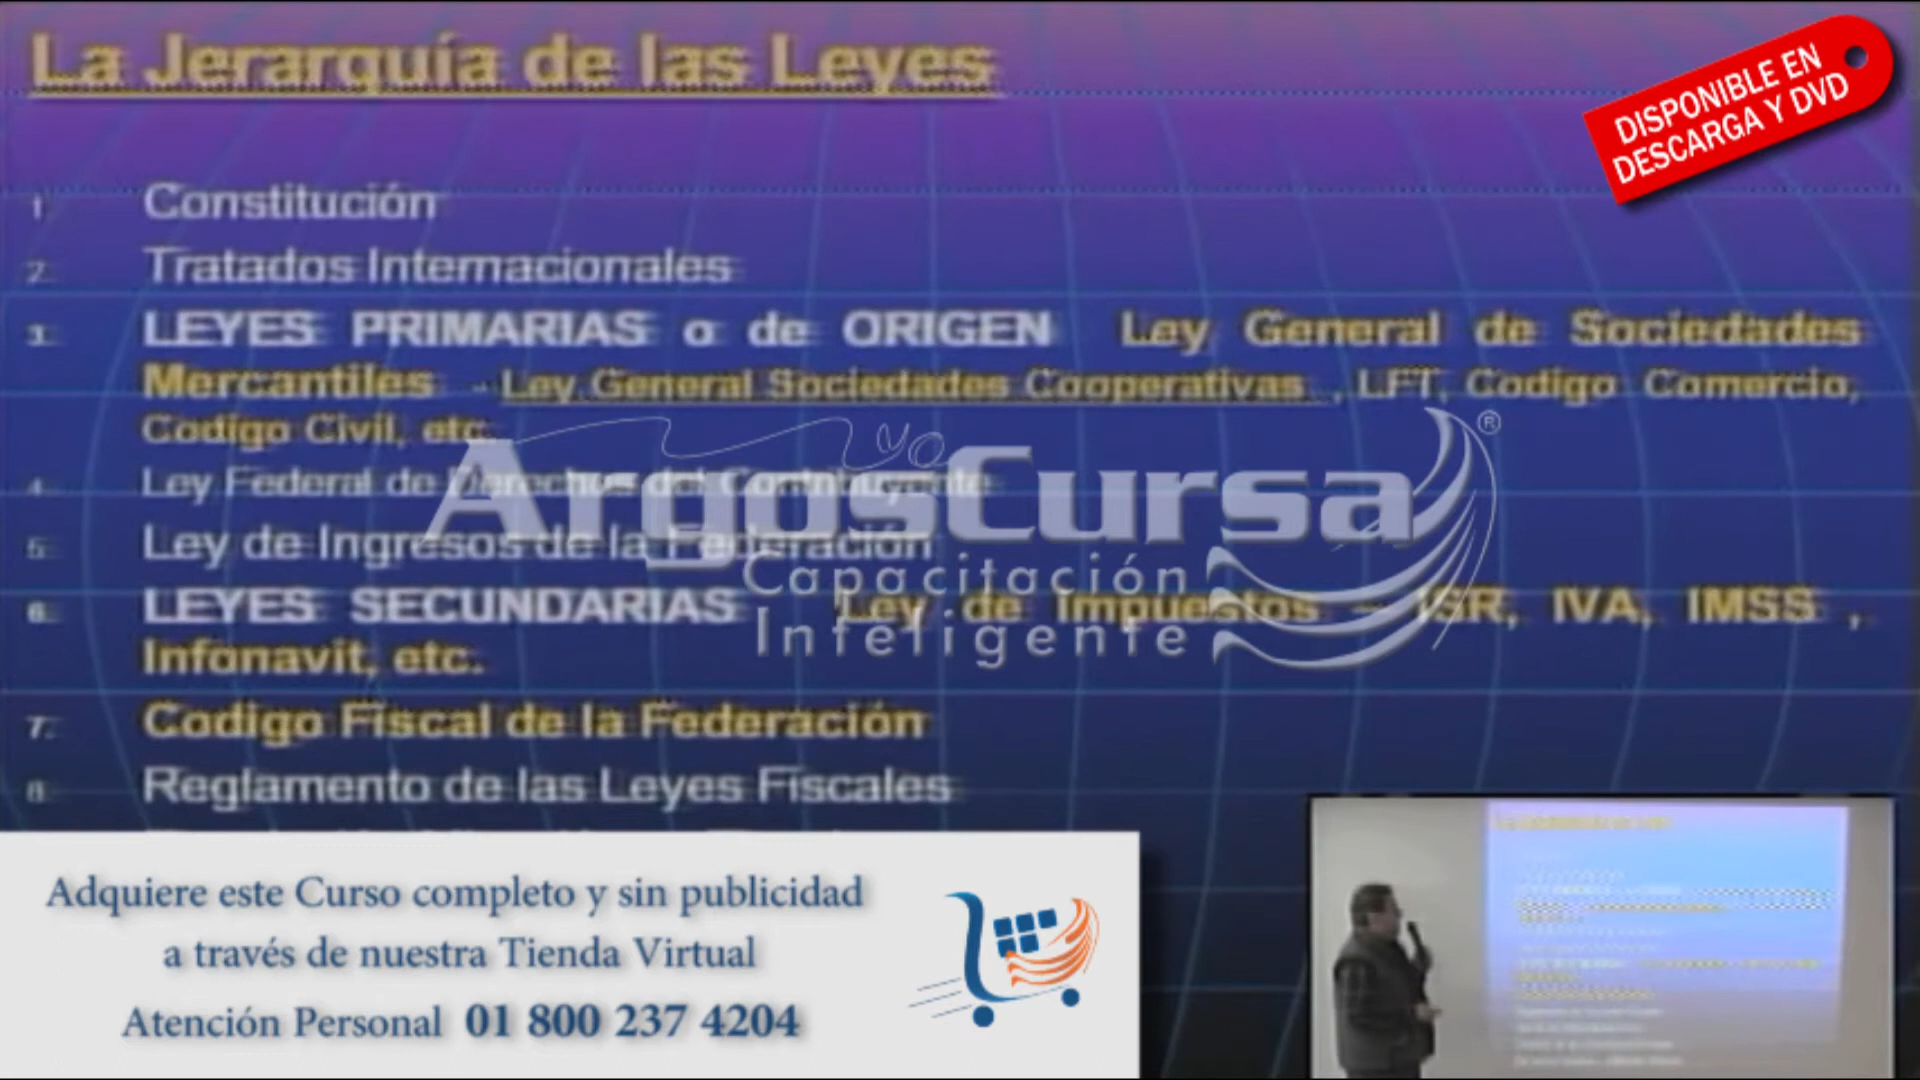 La Jerarquía de las Leyes
DISPONIBLE EN
DESCARGA Y DVD
1. Constitución
2. Tratados Internacionales
3. LEYES PRIMARIAS o de ORIGEN Ley General de Sociedades
Mercantiles - Ley General Sociedades Cooperativas , LFT, Codigo Comercio,
Codigo Civil, etc.
4. Ley Federal de Derechos del Contribuyente
5. Ley de Ingresos de la Federación
6. LEYES SECUNDARIAS Ley de Impuestos – ISR, IVA, IMSS ,
Infonavit, etc.
7. Codigo Fiscal de la Federación
8. Reglamento de las Leyes Fiscales
ArgosCursa ®
Capacitación
Inteligente
Adquiere este Curso completo y sin publicidad
a través de nuestra Tienda Virtual
Atención Personal 01 800 237 4204